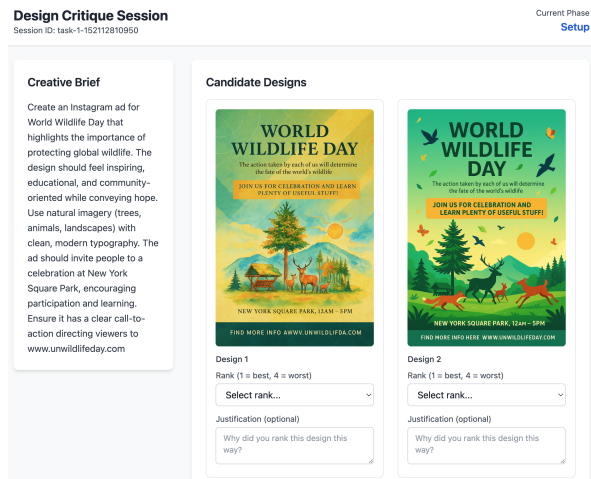 Design Critique Session
Session ID: task-1-152112810950
Current Phase
Setup
Creative Brief
Create an Instagram ad for
World Wildlife Day that
highlights the importance of
protecting global wildlife. The
design should feel inspiring,
educational, and community-
oriented while conveying hope.
Use natural imagery (trees,
animals, landscapes) with
clean, modern typography. The
ad should invite people to a
celebration at New York
Square Park, encouraging
participation and learning.
Ensure it has a clear call-to-
action directing viewers to
www.unwildlifeday.com
Candidate Designs
WORLD
WILDLIFE DAY
The action taken by each of us will determine
the fate of the world's wildlife
JOIN US FOR CELEBRATION AND LEARN
PLENTY OF USEFUL STUFF!
NEW YORK SQUARE PARK, 12AM – 5PM
FIND MORE INFO AWWV.UNWILDLIFDA.COM
Design 1
Rank (1 = best, 4 = worst)
Select rank...
Justification (optional)
Why did you rank this design this
way?
WORLD
WILDLIFE
DAY
The action taken by each of us will determine
the fate of the world's wildlife
JOIN US FOR CELEBRATION AND
LEARN PLENTY OF USEFUL STUFF!
NEW YORK SQUARE PARK, 12AM – 5PM
FIND MORE INFO HERE WWW.UNWILDLIFEDAY.COM
Design 2
Rank (1 = best, 4 = worst)
Select rank...
Justification (optional)
Why did you rank this design this
way?